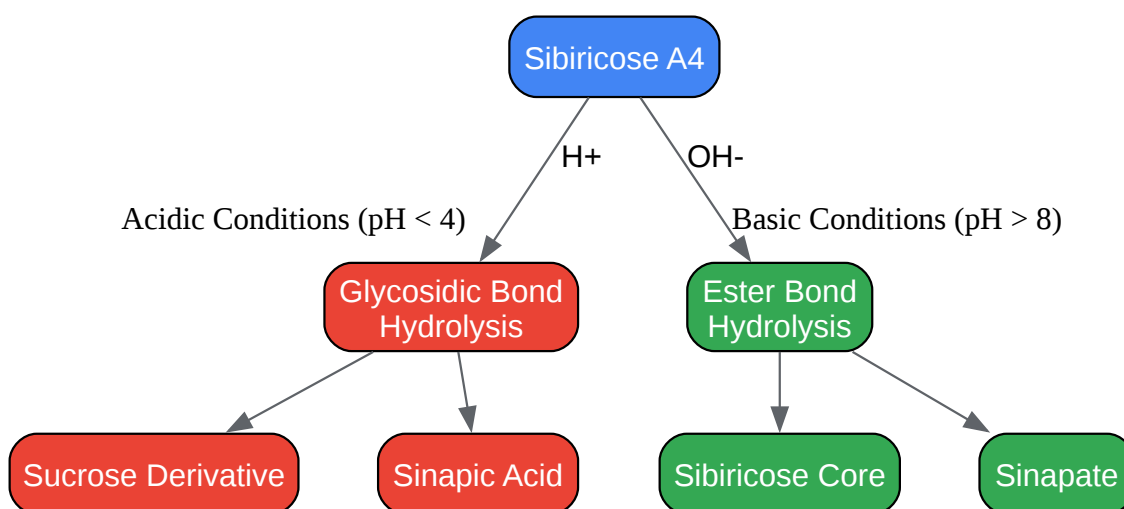 Sibiricose A4
H+
OH-
Acidic Conditions (pH < 4)
Basic Conditions (pH > 8)
Glycosidic Bond
Hydrolysis
Ester Bond
Hydrolysis
Sucrose Derivative
Sinapic Acid
Sibiricose Core
Sinapate